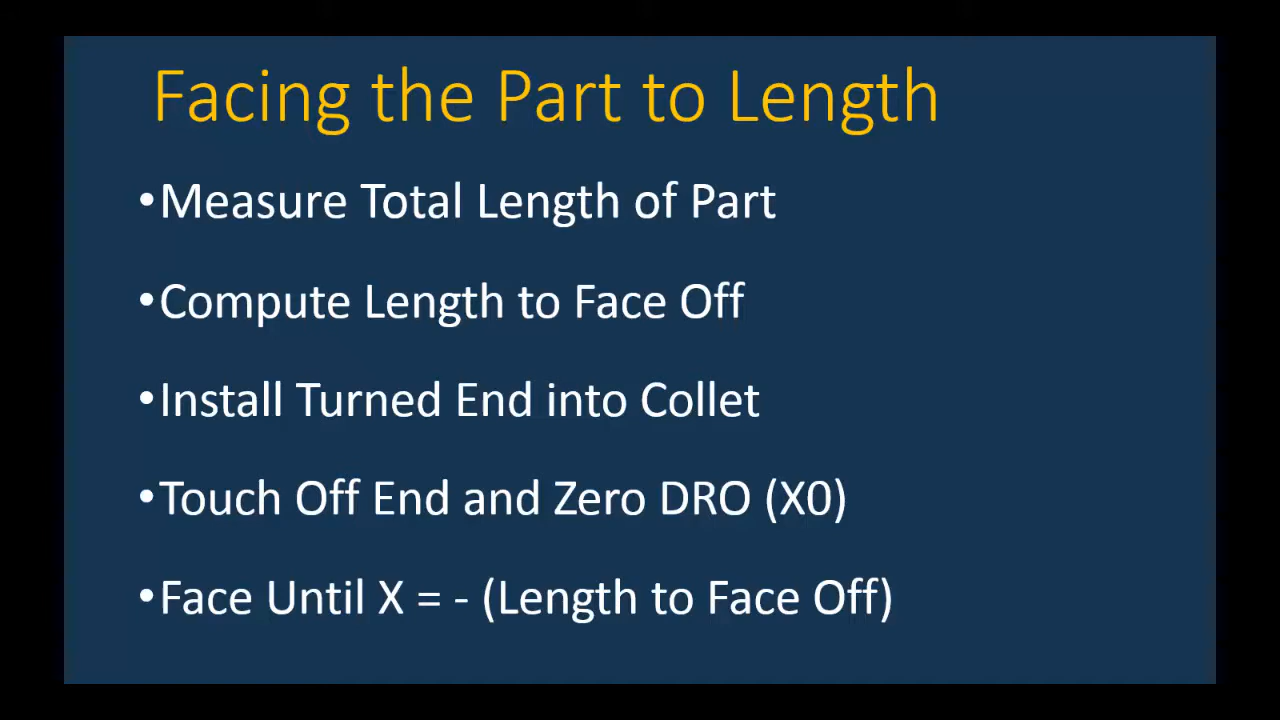 Facing the Part to Length
•Measure Total Length of Part
•Compute Length to Face Off
•Install Turned End into Collet
•Touch Off End and Zero DRO (X0)
•Face Until X = - (Length to Face Off)